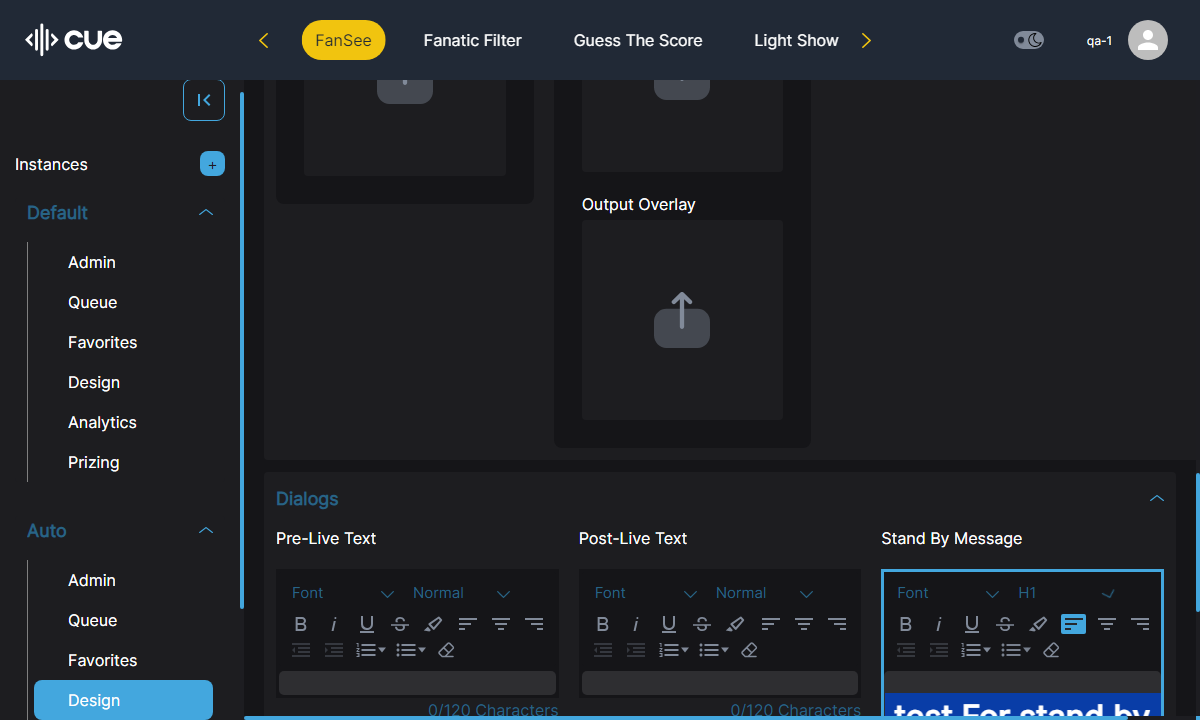 cue
FanSee
Fanatic Filter
Guess The Score
Light Show
qa-1
Instances
+
Default
Admin
Queue
Favorites
Design
Analytics
Prizing
Auto
Admin
Queue
Favorites
Design
Output Overlay
Dialogs
Pre-Live Text
Font
Normal
B i U S
0/120 Characters
Post-Live Text
Font
Normal
B i U S
0/120 Characters
Stand By Message
Font
H1
B i U S
test For stand by